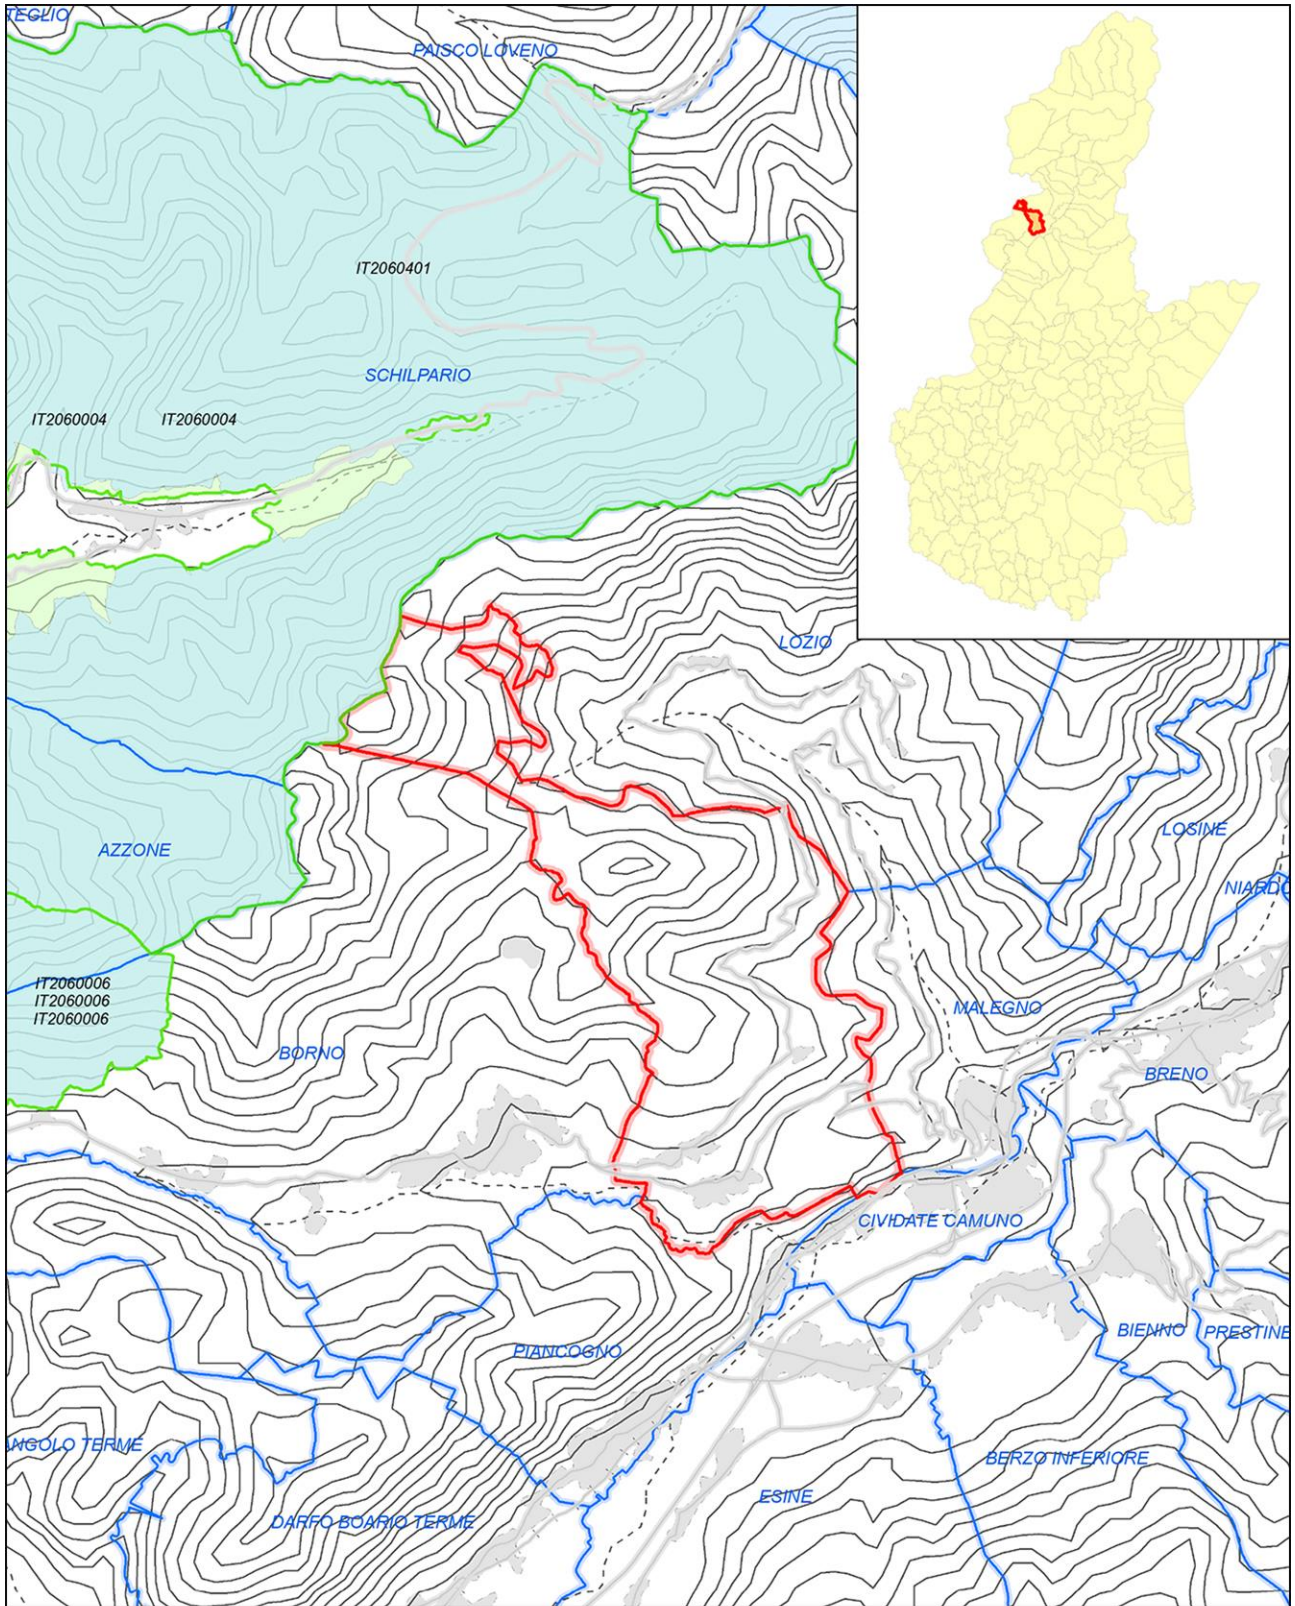 TEGLIO
PAISCO LOVENO
IT2060401
SCHILPARIO
IT2060004
IT2060004
LOZIO
LOSINE
AZZONE
NIARDO
IT2060006
IT2060006
IT2060006
MALEGNO
BORNO
BRENO
CIVIDATE CAMUNO
BIENNO
PRESTINE
PIANCOGNO
ANGOLO TERME
BERZO INFERIORE
ESINE
DARFO BOARIO TERME